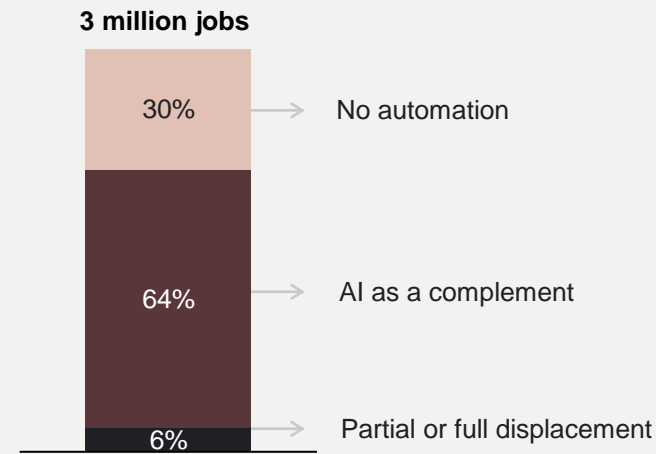 3 million jobs
30%
No automation
64%
AI as a complement
6%
Partial or full displacement